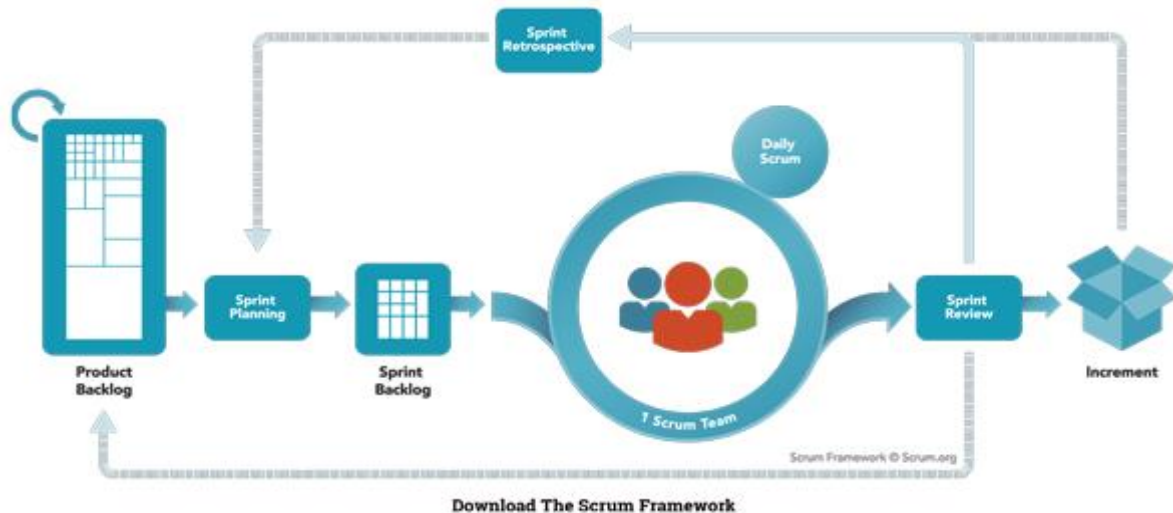 Sprint
Retrospective
Daily
Scrum
Sprint
Planning
Sprint
Review
Product
Backlog
Sprint
Backlog
Increment
1 Scrum Team
Scrum Framework © Scrum.org
Download The Scrum Framework